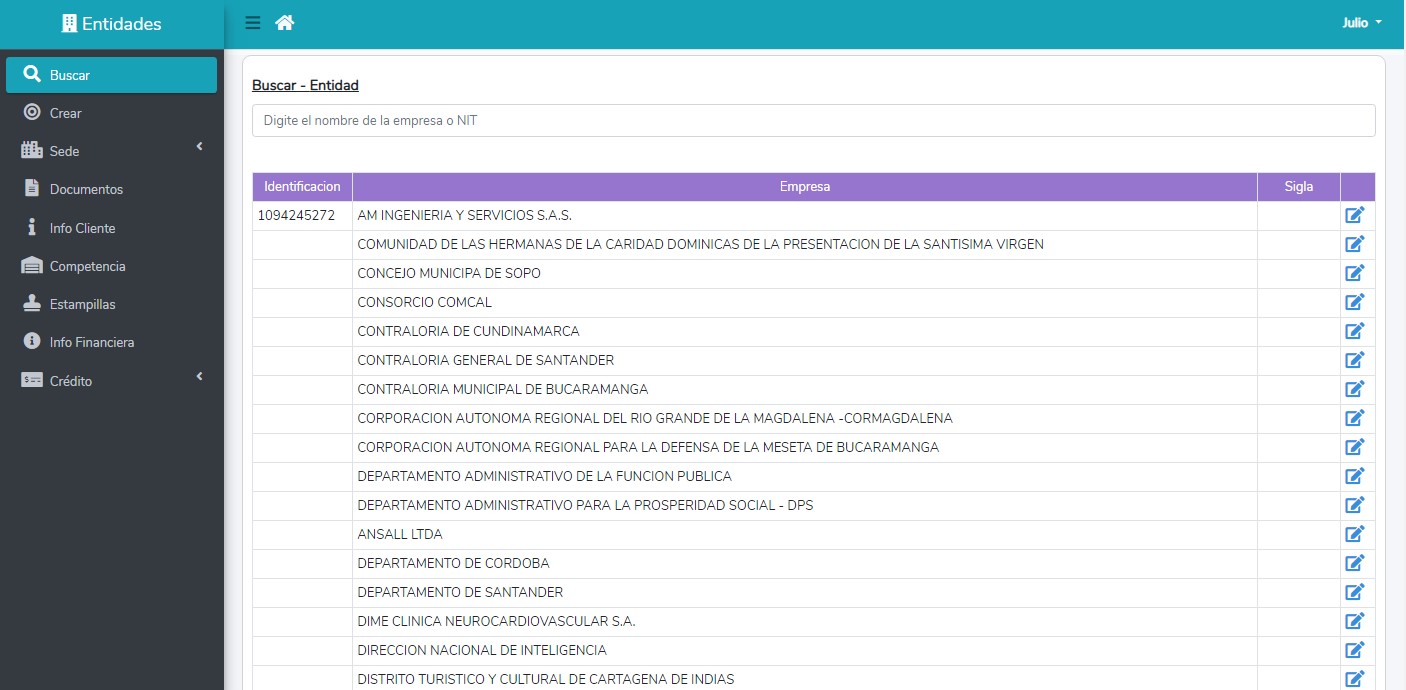 Entidades
Julio
Buscar
Crear
Sede
Documentos
Info Cliente
Competencia
Estampillas
Info Financiera
Crédito
Buscar - Entidad
Digite el nombre de la empresa o NIT
Identificacion Empresa Sigla
1094245272 AM INGENIERIA Y SERVICIOS S.A.S.
COMUNIDAD DE LAS HERMANAS DE LA CARIDAD DOMINICAS DE LA PRESENTACION DE LA SANTISIMA VIRGEN
CONCEJO MUNICIPA DE SOPO
CONSORCIO COMCAL
CONTRALORIA DE CUNDINAMARCA
CONTRALORIA GENERAL DE SANTANDER
CONTRALORIA MUNICIPAL DE BUCARAMANGA
CORPORACION AUTONOMA REGIONAL DEL RIO GRANDE DE LA MAGDALENA -CORMAGDALENA
CORPORACION AUTONOMA REGIONAL PARA LA DEFENSA DE LA MESETA DE BUCARAMANGA
DEPARTAMENTO ADMINISTRATIVO DE LA FUNCION PUBLICA
DEPARTAMENTO ADMINISTRATIVO PARA LA PROSPERIDAD SOCIAL - DPS
ANSALL LTDA
DEPARTAMENTO DE CORDOBA
DEPARTAMENTO DE SANTANDER
DIME CLINICA NEUROCARDIOVASCULAR S.A.
DIRECCION NACIONAL DE INTELIGENCIA
DISTRITO TURISTICO Y CULTURAL DE CARTAGENA DE INDIAS